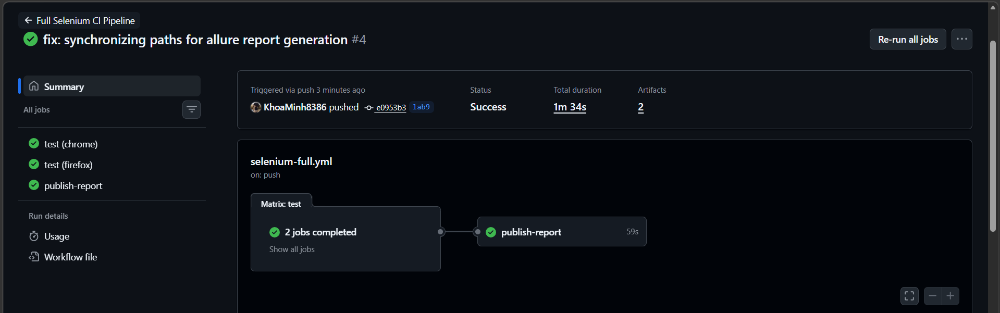 Full Selenium CI Pipeline
fix: synchronizing paths for allure report generation #4
Re-run all jobs
Summary
All jobs
test (chrome)
test (firefox)
publish-report
Run details
Usage
Workflow file
Triggered via push 3 minutes ago
KhoaMinh8386 pushed e0953b3 lab9
Status
Success
Total duration
1m 34s
Artifacts
2
selenium-full.yml
on: push
Matrix: test
2 jobs completed
Show all jobs
publish-report 59s